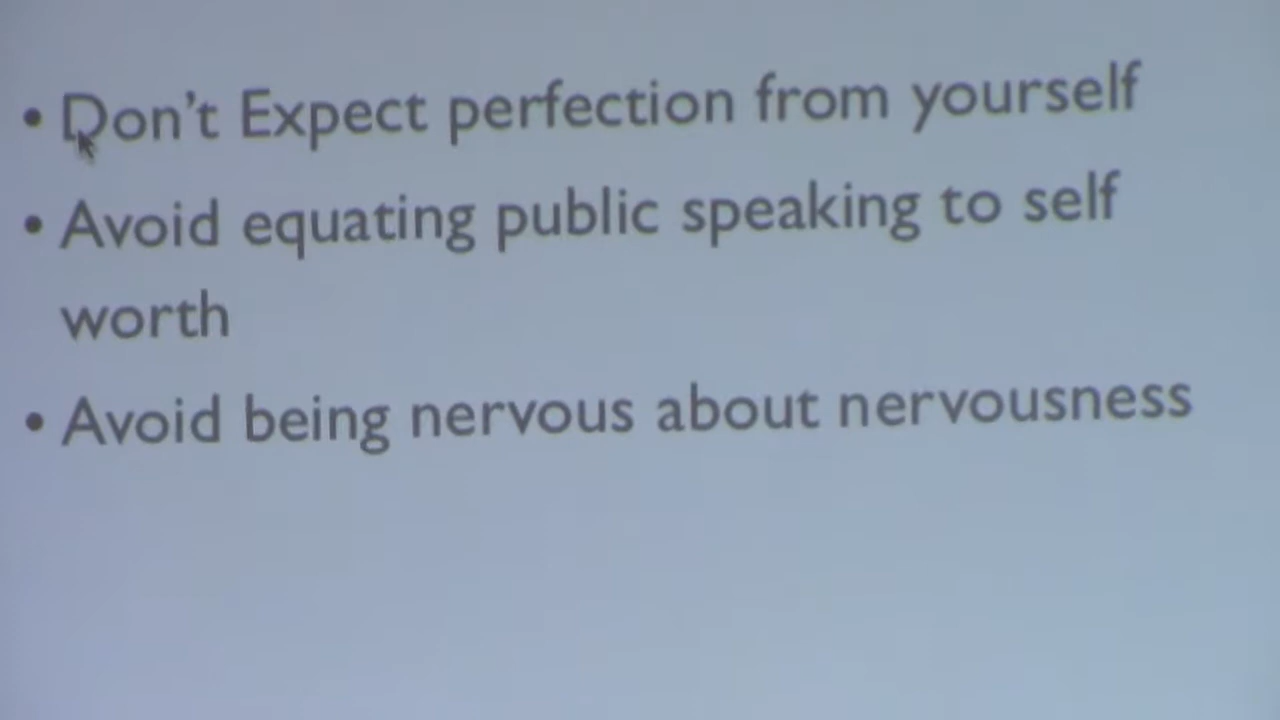 • Don't Expect perfection from yourself
• Avoid equating public speaking to self
worth
• Avoid being nervous about nervousness